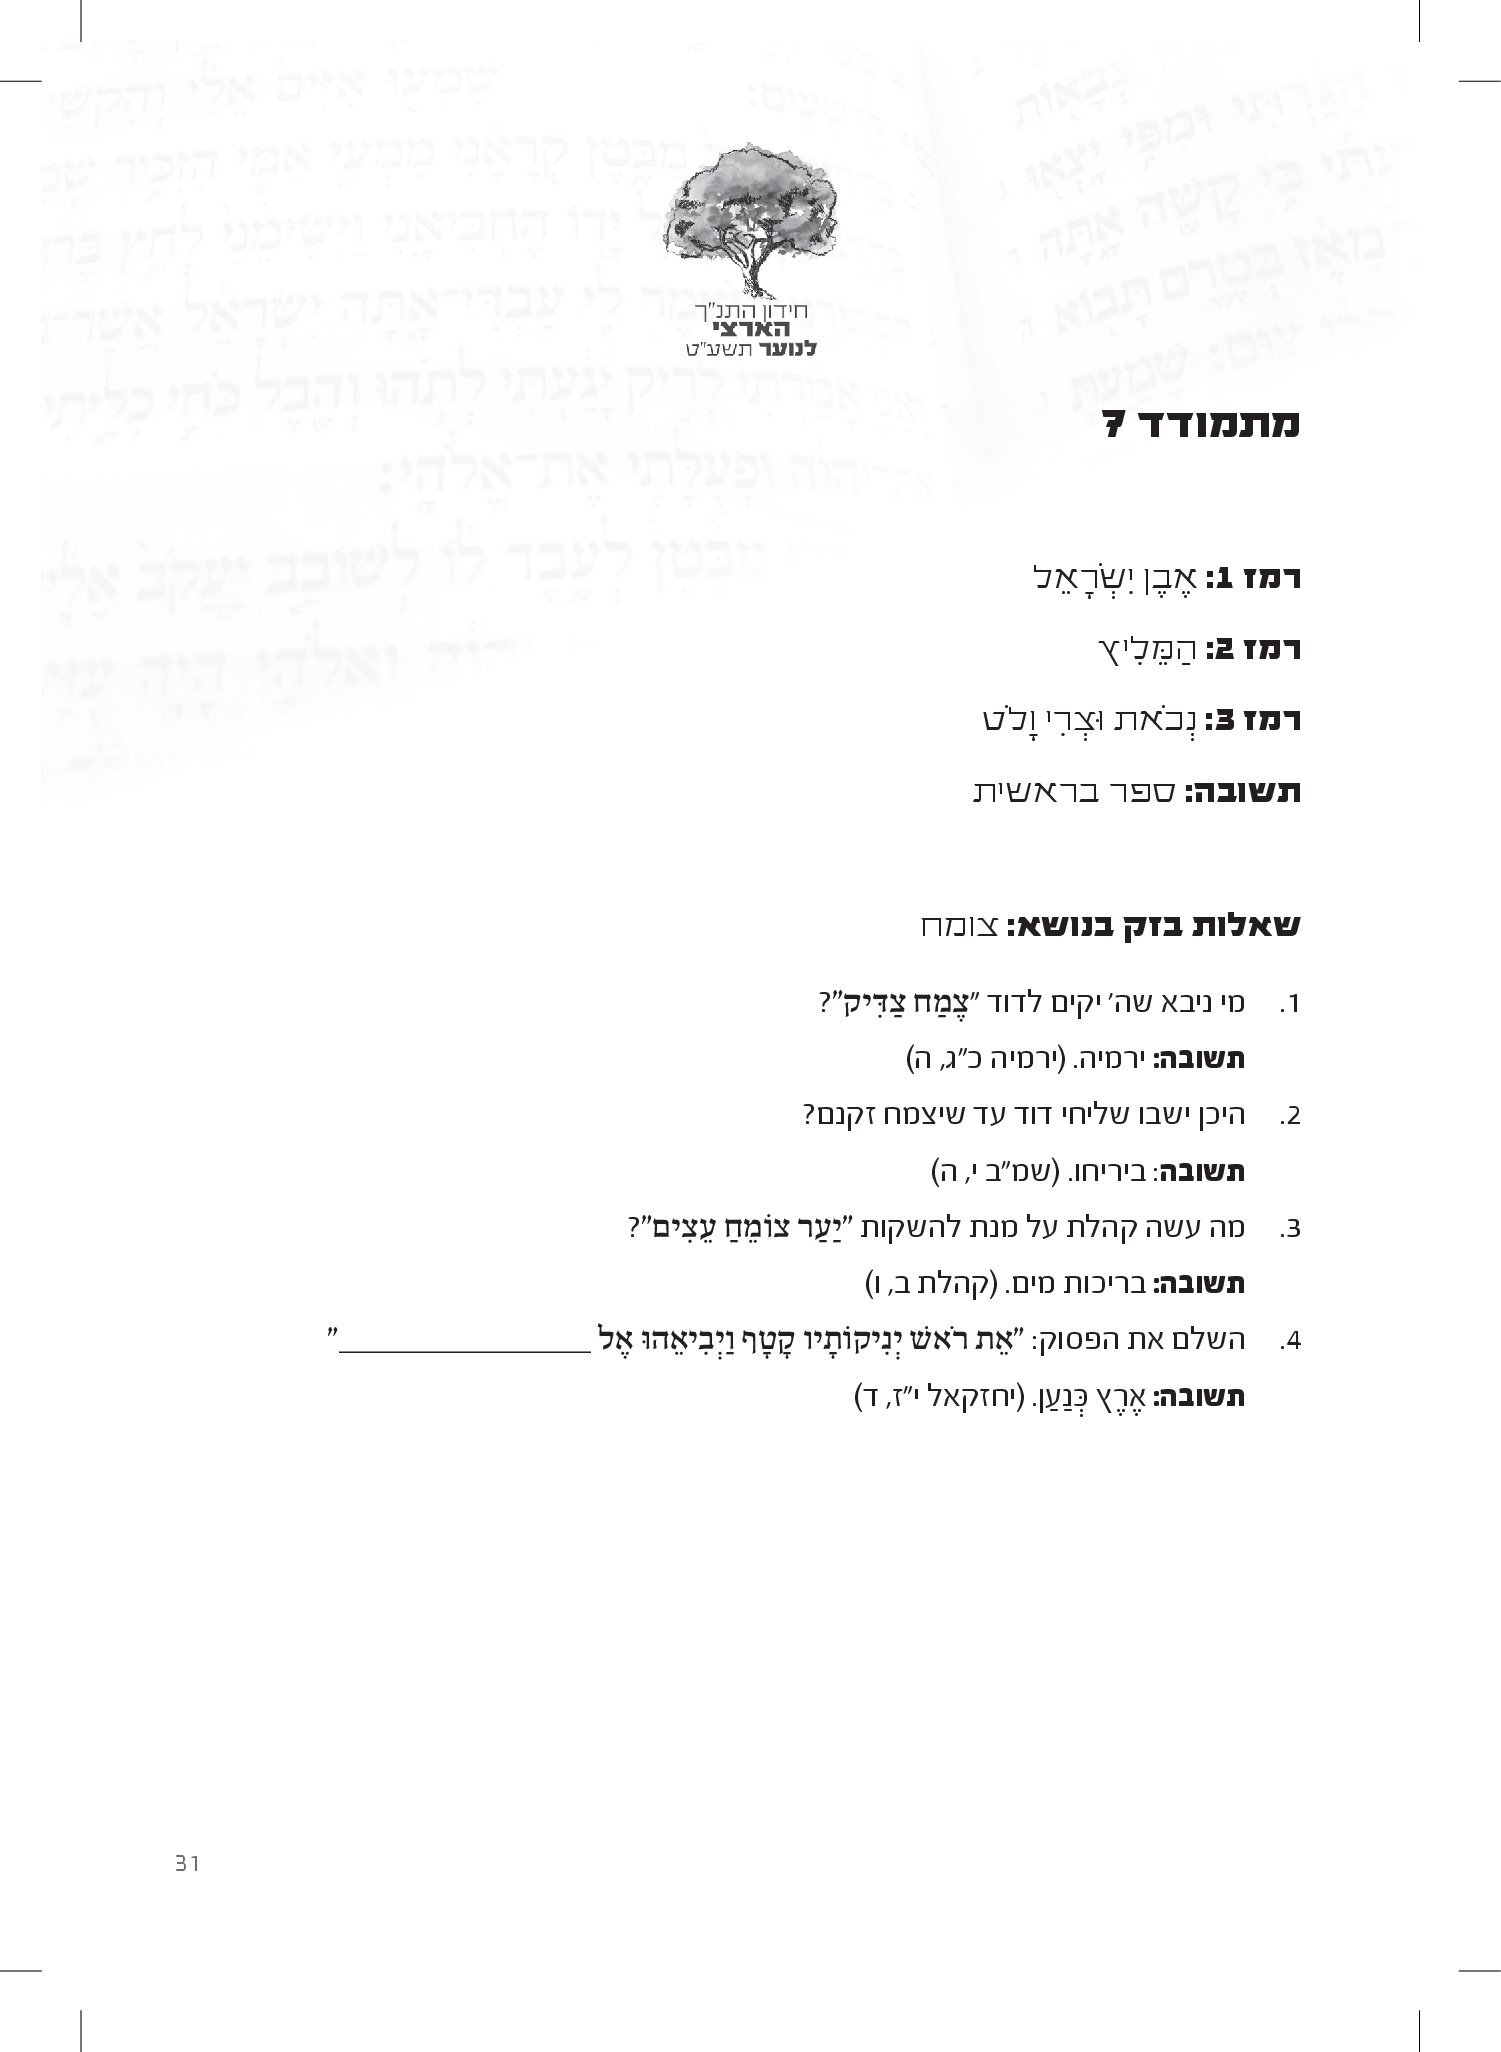 חידון התנ"ך
הארצי
לנוער תשע"ט
מתמודד 7
רמז 1: אֶבֶן יִשְׂרָאֵל
רמז 2: הַמֵּלִיץ
רמז 3: נְכֹאת וּצְרִי וָלֹט
תשובה: ספר בראשית
שאלות בזק בנושא: צומח
1. מי ניבא שה' יקים לדוד "צֶמַח צַדִּיק"?
תשובה: ירמיה. (ירמיה כ"ג, ה)
2. היכן ישבו שליחי דוד עד שיצמח זקנם?
תשובה: ביריחו. (שמ"ב י, ה)
3. מה עשה קהלת על מנת להשקות "יַעַר צוֹמֵחַ עֵצִים"?
תשובה: בריכות מים. (קהלת ב, ו)
4. השלם את הפסוק: "אֵת רֹאשׁ יְנִיקוֹתָיו קָטָף וַיְבִיאֵהוּ אֶל ________________"
תשובה: אֶרֶץ כְּנַעַן. (יחזקאל י"ז, ד)
31